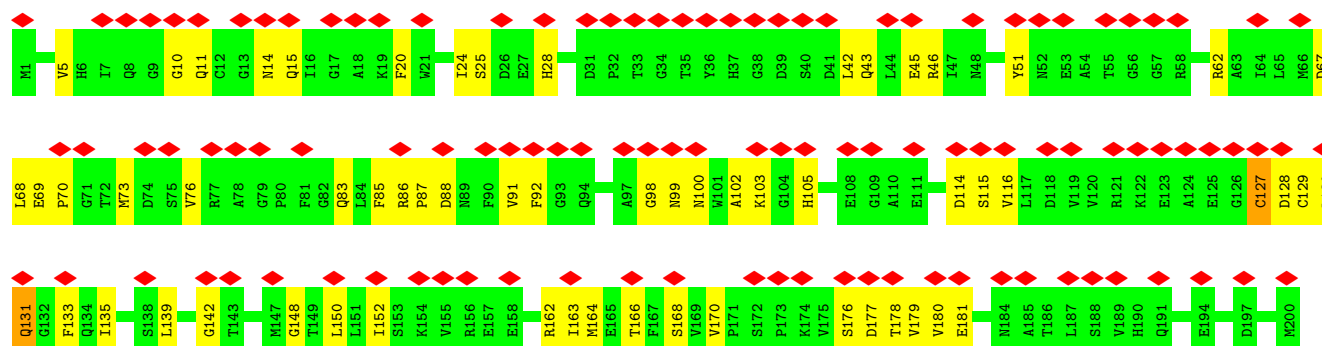 M1 V5 H6 I7 Q8 G9 G10 Q11 C12 G13 N14 Q15 I16 G17 A18 K19 F20 W21 I24 S25 D26 E27 H28 D31 P32 T33 G34 T35 Y36 H37 G38 D39 S40 D41 L42 Q43 L44 E45 R46 I47 N48 Y51 N52 E53 A54 T55 G56 G57 R58 R62 A63 I64 L65 M66 D67
L68 E69 P70 G71 T72 M73 D74 S75 V76 R77 A78 G79 P80 F81 G82 Q83 L84 F85 R86 P87 D88 N89 F90 V91 F92 G93 Q94 A97 G98 N99 N100 W101 A102 K103 G104 H105 E108 G109 A110 E111 D114 S115 V116 L117 D118 V119 V120 R121 K122 E123 A124 E125 G126 C127 D128 C129
Q131 G132 F133 Q134 I135 S138 L139 G142 T143 M147 G148 T149 L150 L151 I152 S153 K154 V155 R156 E157 E158 R162 I163 M164 E165 T166 F167 S168 V169 V170 P171 S172 P173 K174 V175 S176 D177 T178 V179 V180 E181 N184 A185 T186 L187 S188 V189 H190 Q191 E194 D197 M200